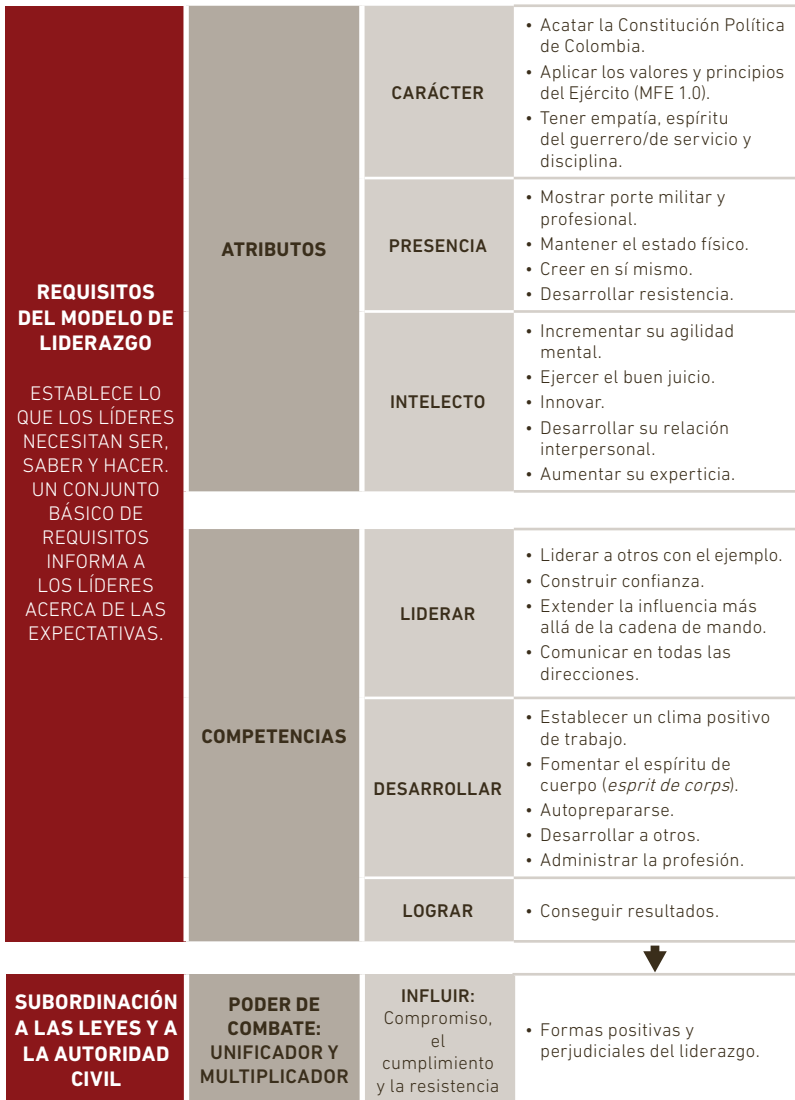 REQUISITOS
DEL MODELO DE
LIDERAZGO
ESTABLECE LO
QUE LOS LÍDERES
NECESITAN SER,
SABER Y HACER.
UN CONJUNTO
BÁSICO DE
REQUISITOS
INFORMA A
LOS LÍDERES
ACERCA DE LAS
EXPECTATIVAS.
ATRIBUTOS
CARÁCTER
• Acatar la Constitución Política
de Colombia.
• Aplicar los valores y principios
del Ejército (MFE 1.0).
• Tener empatía, espíritu
del guerrero/de servicio y
disciplina.
PRESENCIA
• Mostrar porte militar y
profesional.
• Mantener el estado físico.
• Creer en sí mismo.
• Desarrollar resistencia.
INTELECTO
• Incrementar su agilidad
mental.
• Ejercer el buen juicio.
• Innovar.
• Desarrollar su relación
interpersonal.
• Aumentar su experticia.
COMPETENCIAS
LIDERAR
• Liderar a otros con el ejemplo.
• Construir confianza.
• Extender la influencia más
allá de la cadena de mando.
• Comunicar en todas las
direcciones.
DESARROLLAR
• Establecer un clima positivo
de trabajo.
• Fomentar el espíritu de
cuerpo (esprit de corps).
• Autoprepararse.
• Desarrollar a otros.
• Administrar la profesión.
LOGRAR
• Conseguir resultados.
SUBORDINACIÓN
A LAS LEYES Y A
LA AUTORIDAD
CIVIL
PODER DE
COMBATE:
UNIFICADOR Y
MULTIPLICADOR
INFLUIR:
Compromiso,
el
cumplimiento
y la resistencia
• Formas positivas y
perjudiciales del liderazgo.